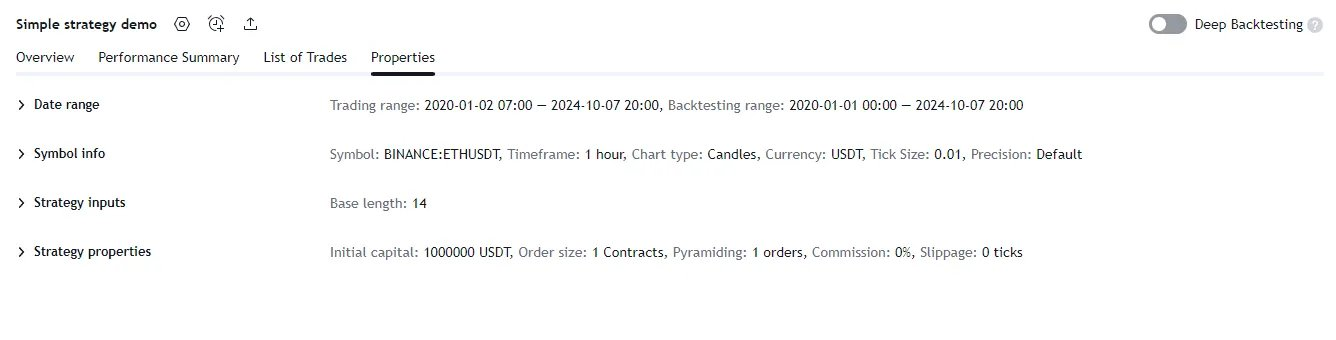 Simple strategy demo Deep Backtesting ?
Overview Performance Summary List of Trades Properties
Date range Trading range: 2020-01-02 07:00 — 2024-10-07 20:00, Backtesting range: 2020-01-01 00:00 — 2024-10-07 20:00
Symbol info Symbol: BINANCE:ETHUSDT, Timeframe: 1 hour, Chart type: Candles, Currency: USDT, Tick Size: 0.01, Precision: Default
Strategy inputs Base length: 14
Strategy properties Initial capital: 1000000 USDT, Order size: 1 Contracts, Pyramiding: 1 orders, Commission: 0%, Slippage: 0 ticks